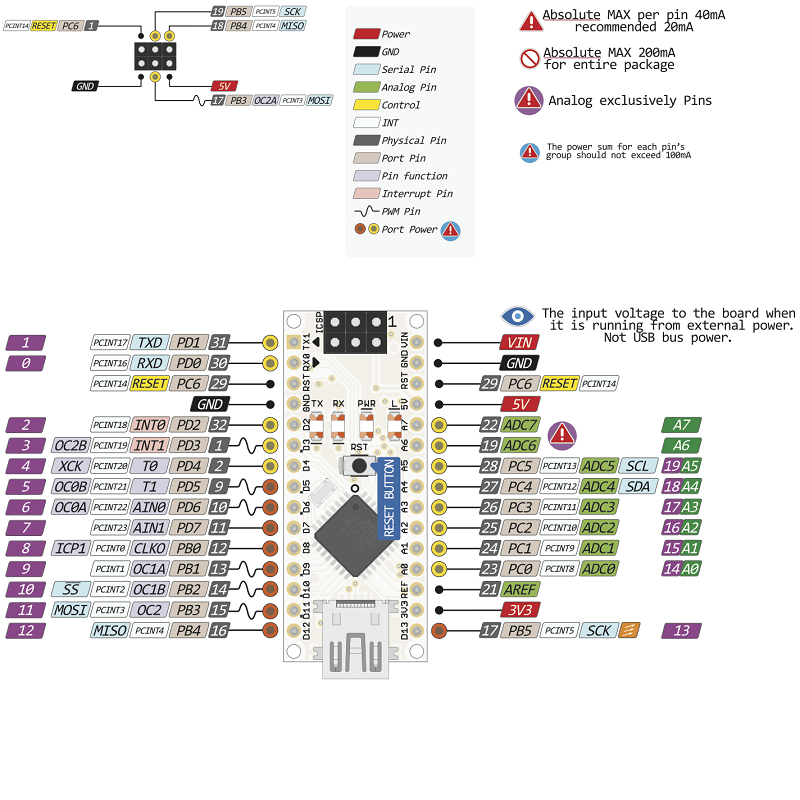 19 PB5 PCINT5 SCK
PCINT14 RESET PC6 1
18 PB4 PCINT4 MISO
GND
5V
17 PB3 OC2A PCINT3 MOSI
Power
GND
Serial Pin
Analog Pin
Control
INT
Physical Pin
Port Pin
Pin function
Interrupt Pin
PWM Pin
Port Power
Absolute MAX per pin 40mA
recommended 20mA
Absolute MAX 200mA
for entire package
Analog exclusively Pins
The power sum for each pin's
group should not exceed 100mA
The input voltage to the board when
it is running from external power.
Not USB bus power.
1 PCINT17 TXD PD1 31
0 PCINT16 RXD PD0 30
PCINT14 RESET PC6 29
GND
2 PCINT18 INT0 PD2 32
3 OC2B PCINT19 INT1 PD3 1
4 XCK PCINT20 T0 PD4 2
5 OC0B PCINT21 T1 PD5 9
6 OC0A PCINT22 AIN0 PD6 10
7 PCINT23 AIN1 PD7 11
8 ICP1 PCINT0 CLKO PB0 12
9 PCINT1 OC1A PB1 13
10 SS PCINT2 OC1B PB2 14
11 MOSI PCINT3 OC2 PB3 15
12 MISO PCINT4 PB4 16
ICSP
1
TX1
RX0
RST
GND
D2
D3
D4
D5
D6
D7
D8
D9
D10
D11
D12
TX RX PWR L
RST
RESET BUTTON
VIN
GND
RST
5V
A7
A6
A5
A4
A3
A2
A1
A0
REF
3V3
D13
VIN
GND
29 PC6 RESET PCINT14
5V
22 ADC7 A7
19 ADC6 A6
28 PC5 PCINT13 ADC5 SCL 19 A5
27 PC4 PCINT12 ADC4 SDA 18 A4
26 PC3 PCINT11 ADC3 17 A3
25 PC2 PCINT10 ADC2 16 A2
24 PC1 PCINT9 ADC1 15 A1
23 PC0 PCINT8 ADC0 14 A0
21 AREF
3V3
17 PB5 PCINT5 SCK 13